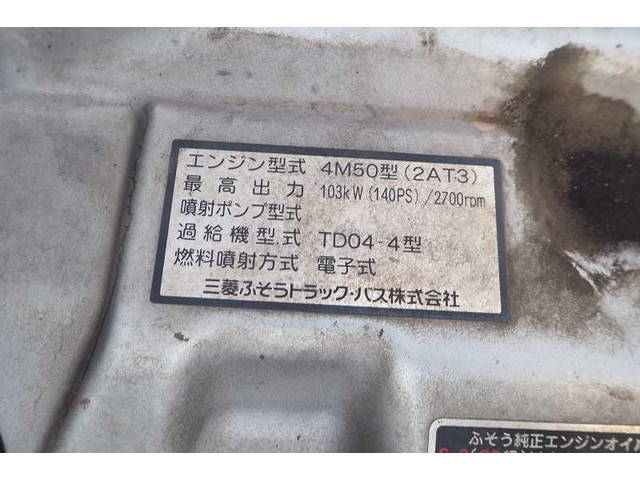 エンジン型式 4M50型(2AT3)
最高出力 103kW(140PS)/2700rpm
噴射ポンプ型式
過給機型式 TD04-4型
燃料噴射方式 電子式
三菱ふそうトラック・バス株式会社
ふそう純正エンジンオイル